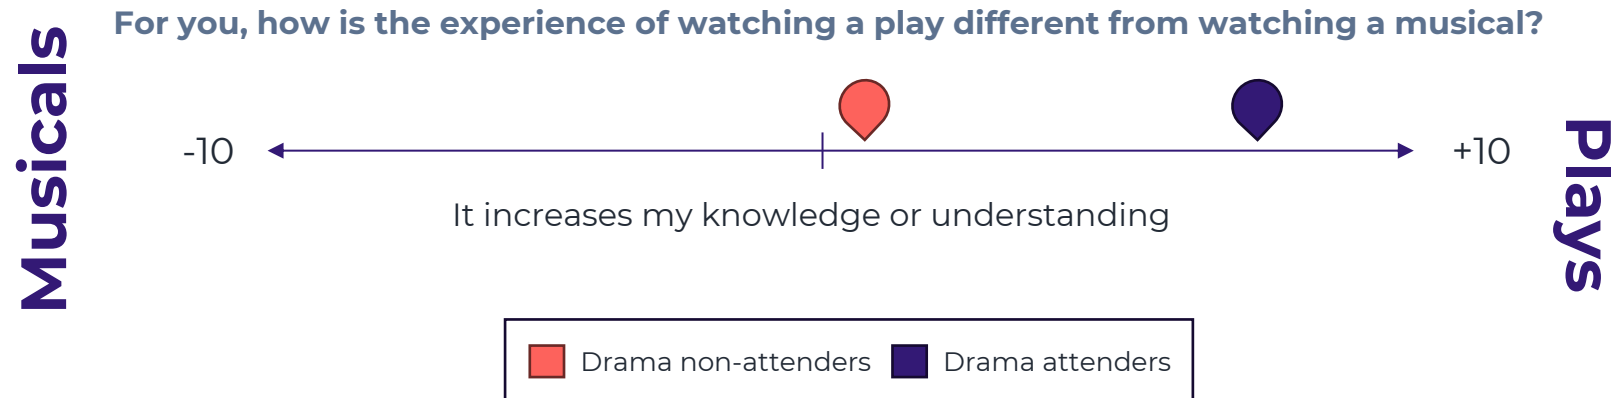 For you, how is the experience of watching a play different from watching a musical?
Musicals
-10
+10
Plays
It increases my knowledge or understanding
Drama non-attenders
Drama attenders